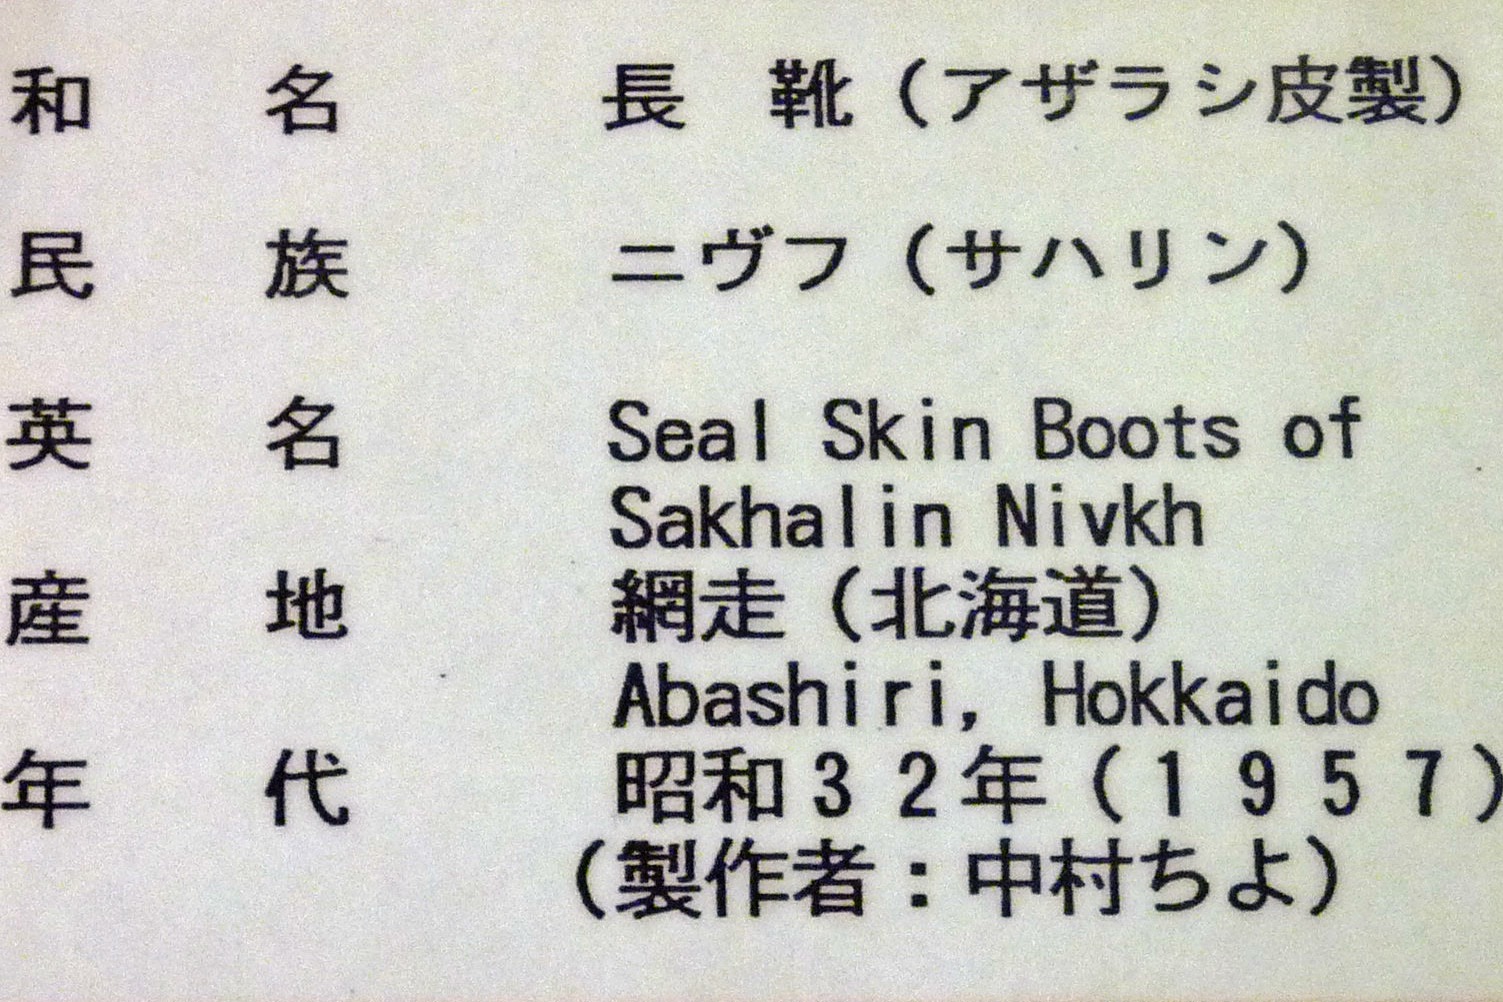 和 名 長 靴（アザラシ皮製）
民 族 ニヴフ（サハリン）
英 名 Seal Skin Boots of
Sakhalin Nivkh
産 地 網走（北海道）
Abashiri, Hokkaido
年 代 昭和３２年（１９５７）
（製作者：中村ちよ）